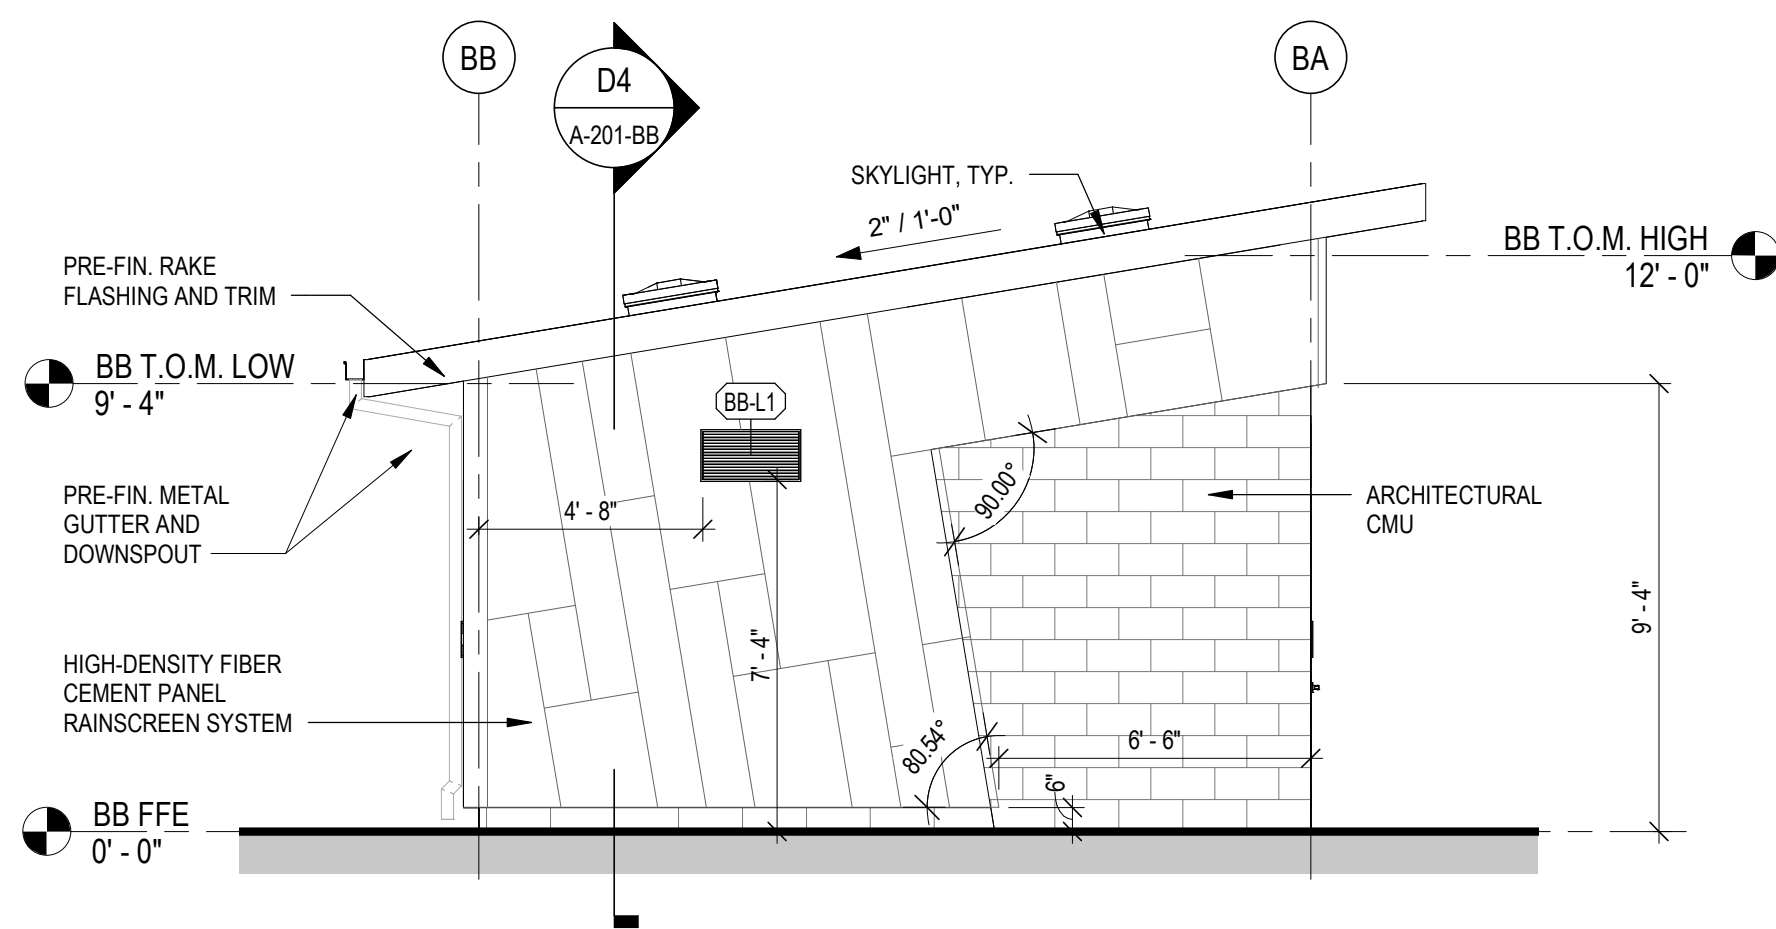 BB
D4
A-201-BB
BA
SKYLIGHT, TYP.
2" / 1'-0"
BB T.O.M. HIGH
12' - 0"
PRE-FIN. RAKE
FLASHING AND TRIM
BB T.O.M. LOW
9' - 4"
BB-L1
PRE-FIN. METAL
GUTTER AND
DOWNSPOUT
4' - 8"
90.00°
ARCHITECTURAL
CMU
9' - 4"
7' - 4"
HIGH-DENSITY FIBER
CEMENT PANEL
RAINSCREEN SYSTEM
80.54°
6' - 6"
6"
BB FFE
0' - 0"